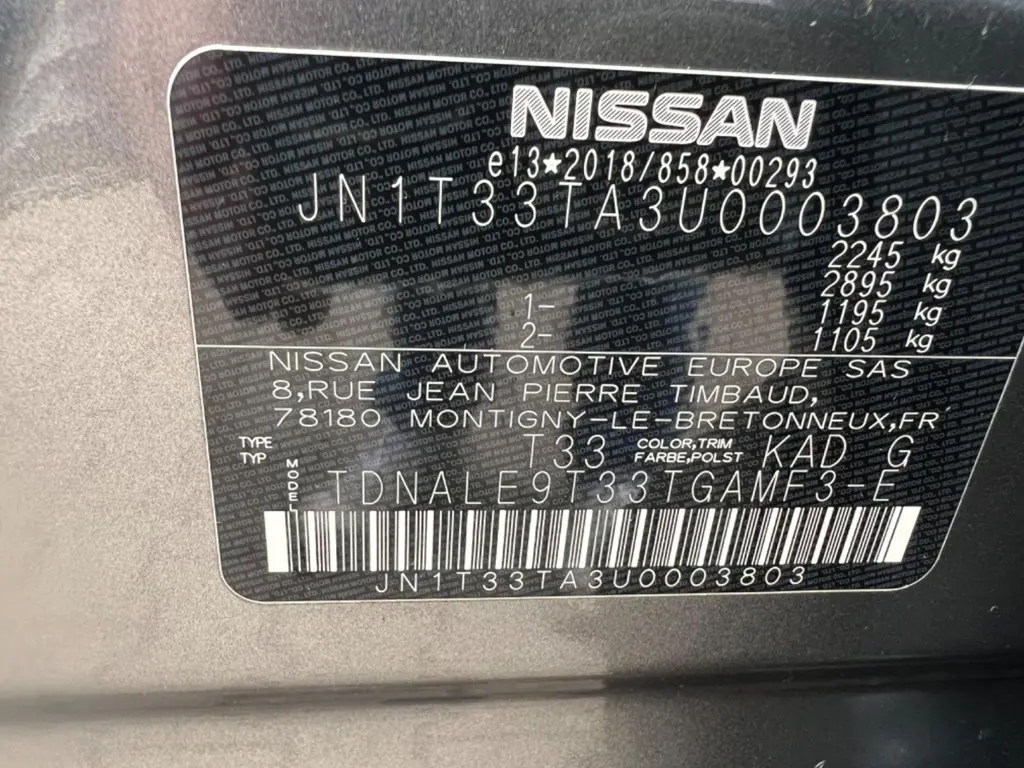 NISSAN
e13★2018/858★00293
JN1T33TA3U0003803
2245 kg
2895 kg
1- 1195 kg
2- 1105 kg
NISSAN AUTOMOTIVE EUROPE SAS
8,RUE JEAN PIERRE TIMBAUD,
78180 MONTIGNY-LE-BRETONNEUX,FR
TYPE T33 COLOR,TRIM KAD G
TYP FARBE,POLST
MODEL TDNALE9T33TGAMF3-E
JN1T33TA3U0003803